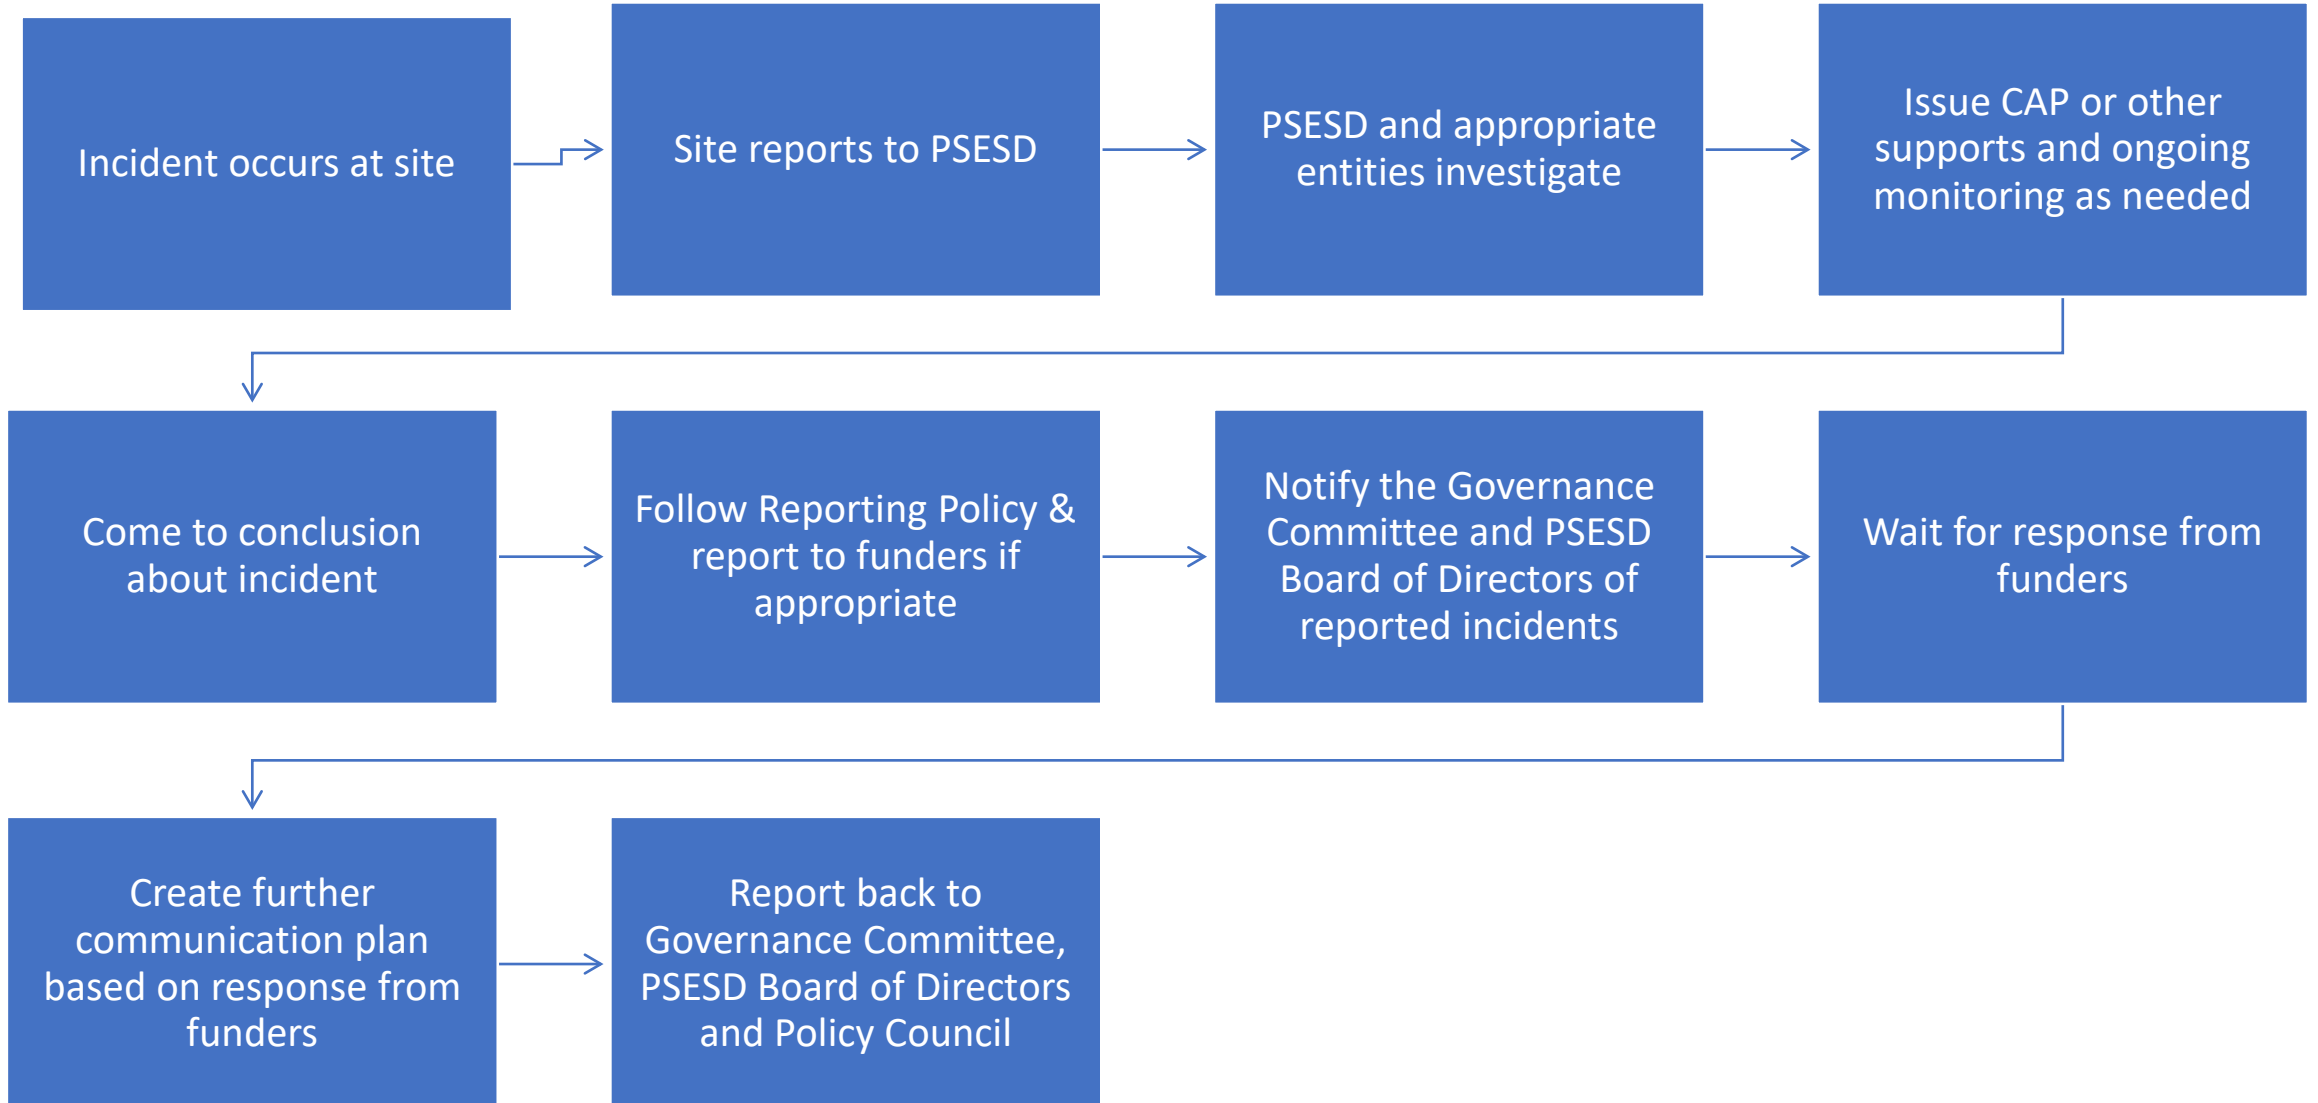 Incident occurs at site
Site reports to PSESD
PSESD and appropriate
entities investigate
Issue CAP or other
supports and ongoing
monitoring as needed
Come to conclusion
about incident
Follow Reporting Policy &
report to funders if
appropriate
Notify the Governance
Committee and PSESD
Board of Directors of
reported incidents
Wait for response from
funders
Create further
communication plan
based on response from
funders
Report back to
Governance Committee,
PSESD Board of Directors
and Policy Council